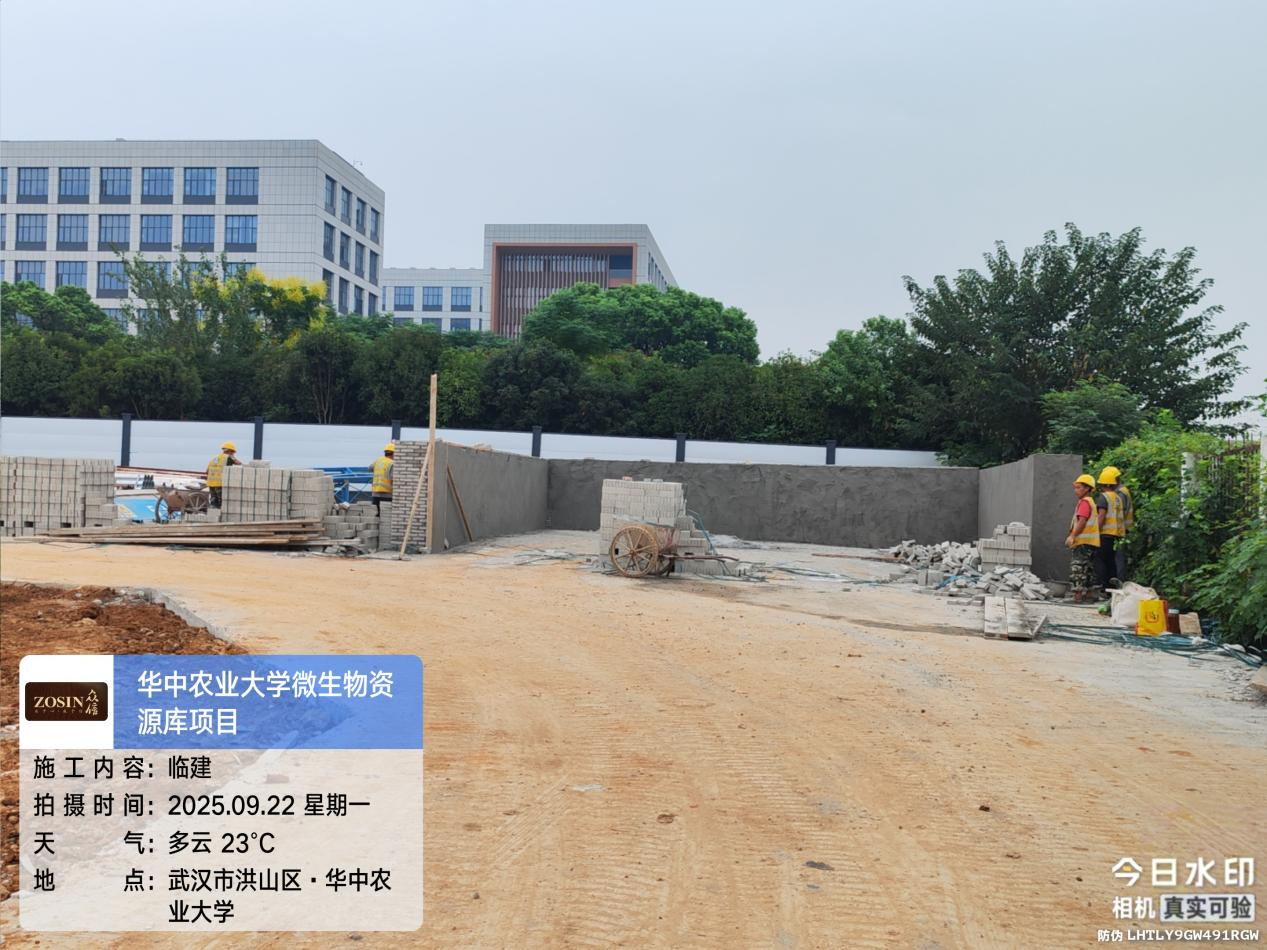 华中农业大学微生物资
源库项目
ZOSIN 众信
施工内容：临建
拍摄时间：2025.09.22 星期一
天气：多云 23℃
地点：武汉市洪山区·华中农
业大学
今日水印
相机 真实可验
防伪 LHTLY9GW491RGW